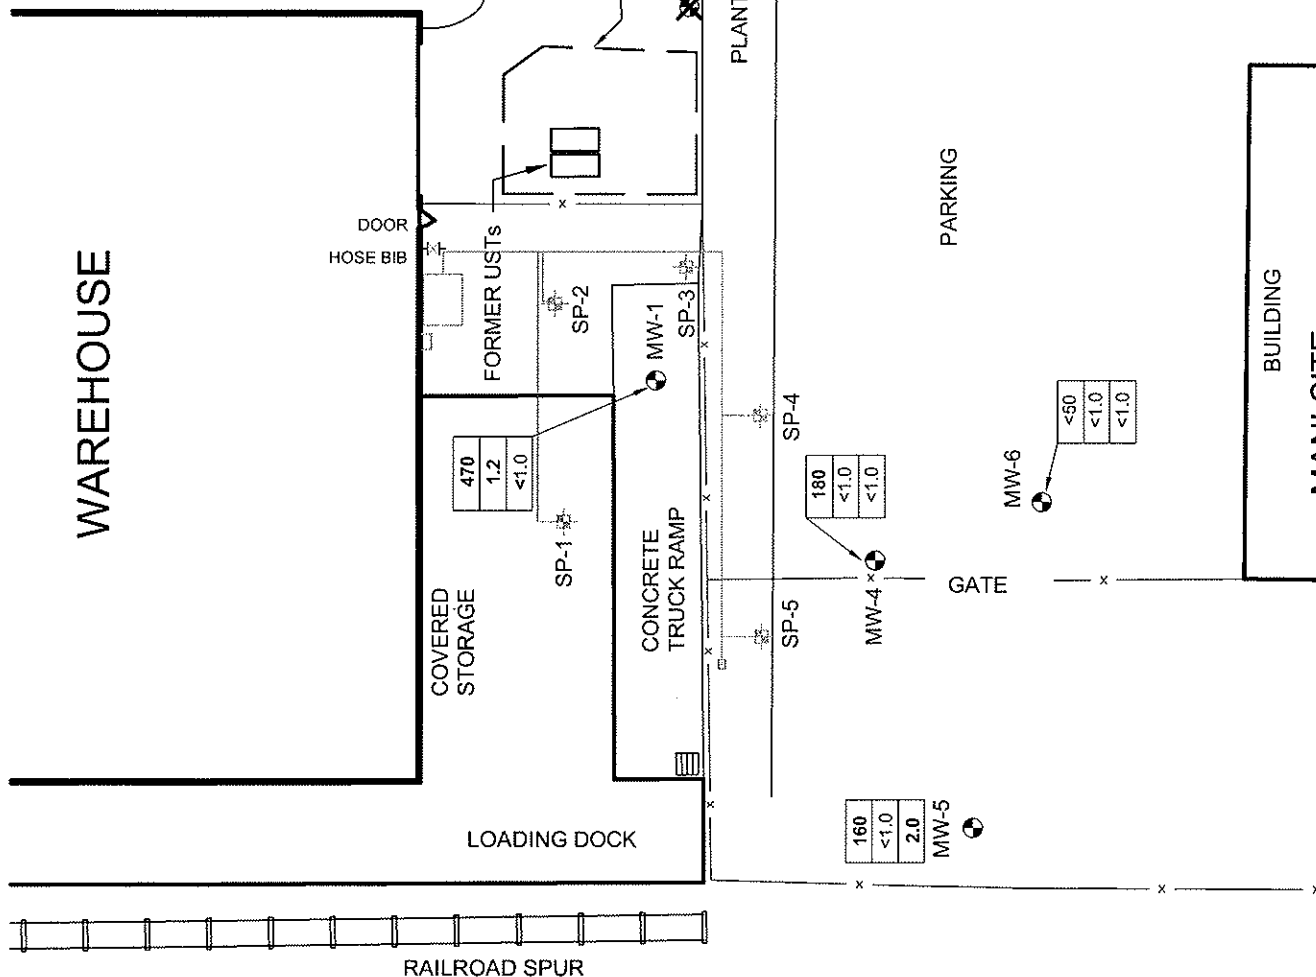 PLANT
PARKING
DOOR
HOSE BIB
WAREHOUSE
FORMER USTs
SP-2
SP-3
MW-1
BUILDING
470
1.2
<1.0
SP-4
<50
<1.0
<1.0
MW-6
180
<1.0
<1.0
SP-1
COVERED
STORAGE
CONCRETE
TRUCK RAMP
SP-5
MW-4
GATE
160
<1.0
2.0
MW-5
LOADING DOCK
RAILROAD SPUR